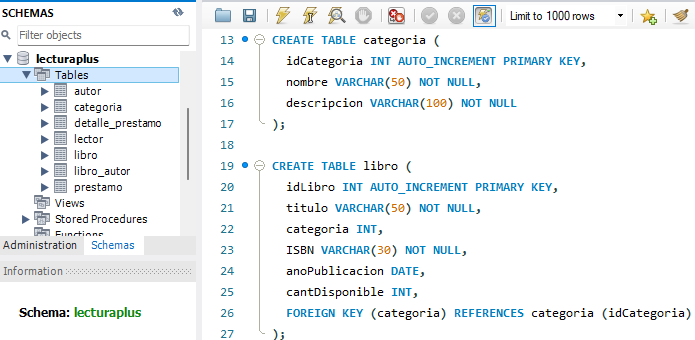 SCHEMAS
Filter objects
lecturaplus
Tables
autor
categoria
detalle_prestamo
lector
libro
libro_autor
prestamo
Views
Stored Procedures
Functions
Administration Schemas
Information
Schema: lecturaplus
Limit to 1000 rows
13 CREATE TABLE categoria (
14 idCategoria INT AUTO_INCREMENT PRIMARY KEY,
15 nombre VARCHAR(50) NOT NULL,
16 descripcion VARCHAR(100) NOT NULL
17 );
18
19 CREATE TABLE libro (
20 idLibro INT AUTO_INCREMENT PRIMARY KEY,
21 titulo VARCHAR(50) NOT NULL,
22 categoria INT,
23 ISBN VARCHAR(30) NOT NULL,
24 anoPublicacion DATE,
25 cantDisponible INT,
26 FOREIGN KEY (categoria) REFERENCES categoria (idCategoria)
27 );